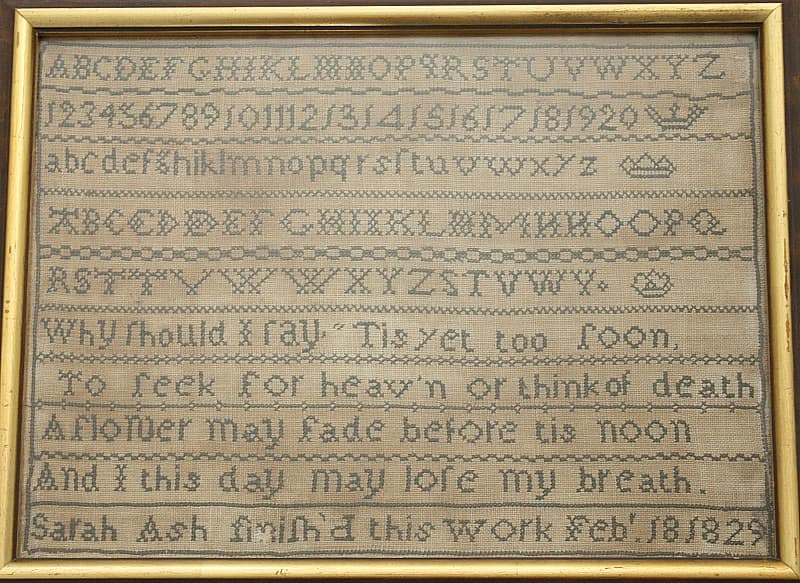 ABCDEFGHIKLMNOPQRSTUVWXYZ
1234567891011121314151617181920
abcdefghiklmnopqrsſtuvwxyz
ABCCDDEFGHIKLMMNNOOPQ
RSTTVWWXYZSTUWY.
Why ſhould I ſay, "Tis yet too ſoon,
To ſeek for heav'n or think of death
A flower may fade before tis noon
And I this day may loſe my breath.
Sarah Ash finiſh'd this Work Feb'. 18 1829